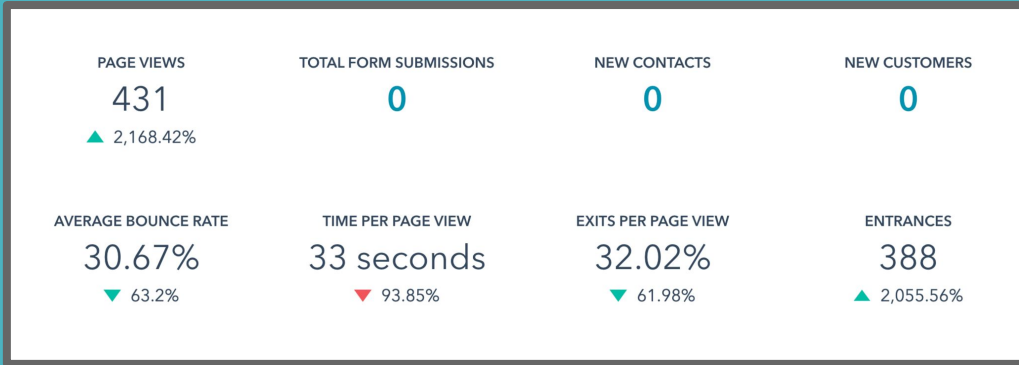 PAGE VIEWS
431
▲ 2,168.42%
TOTAL FORM SUBMISSIONS
0
NEW CONTACTS
0
NEW CUSTOMERS
0
AVERAGE BOUNCE RATE
30.67%
▼ 63.2%
TIME PER PAGE VIEW
33 seconds
▼ 93.85%
EXITS PER PAGE VIEW
32.02%
▼ 61.98%
ENTRANCES
388
▲ 2,055.56%